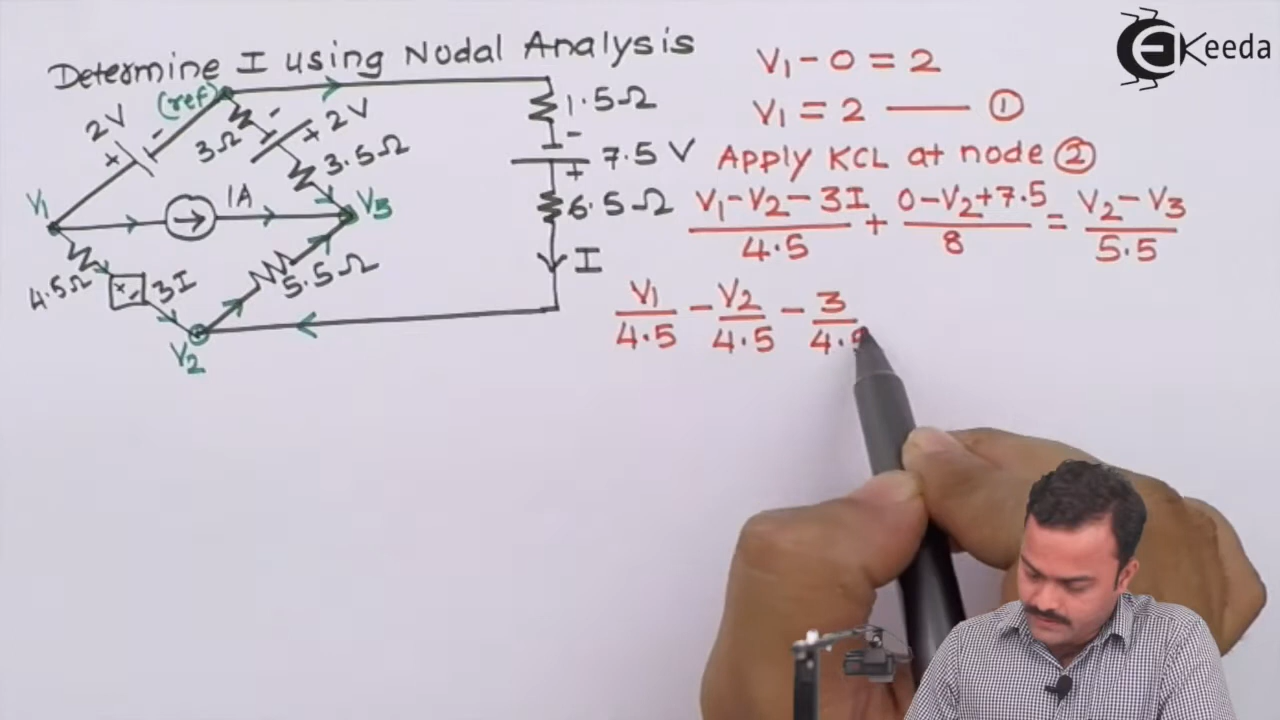 Determine I using Nodal Analysis
(ref)
2V
+ -
3Ω
- + 2V
3.5Ω
V1
1A
V3
4.5Ω
+ -
3I
5.5Ω
V2
1.5Ω
-
7.5 V
+
6.5Ω
I
V1 - 0 = 2
V1 = 2 —— ①
Apply KCL at node ②
(V1 - V2 - 3I)/4.5 + (0 - V2 + 7.5)/8 = (V2 - V3)/5.5
V1/4.5 - V2/4.5 - 3/4.5
EKeeda